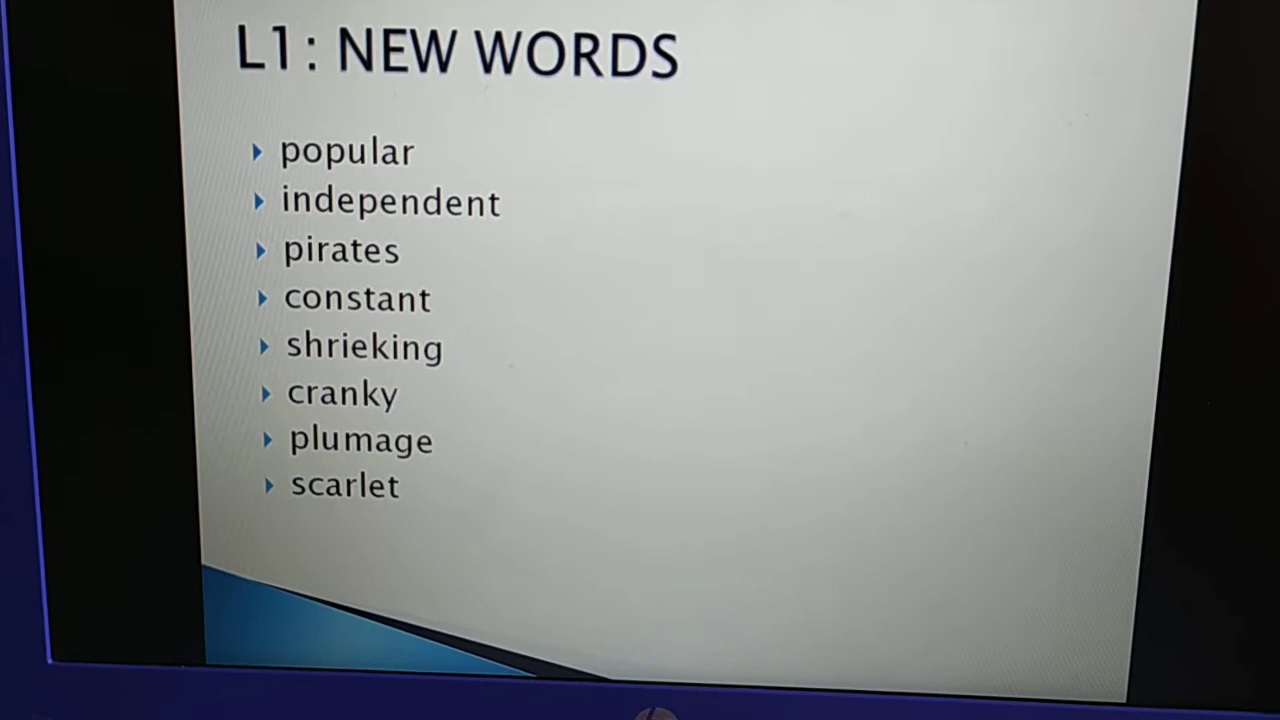 L1: NEW WORDS
popular
independent
pirates
constant
shrieking
cranky
plumage
scarlet